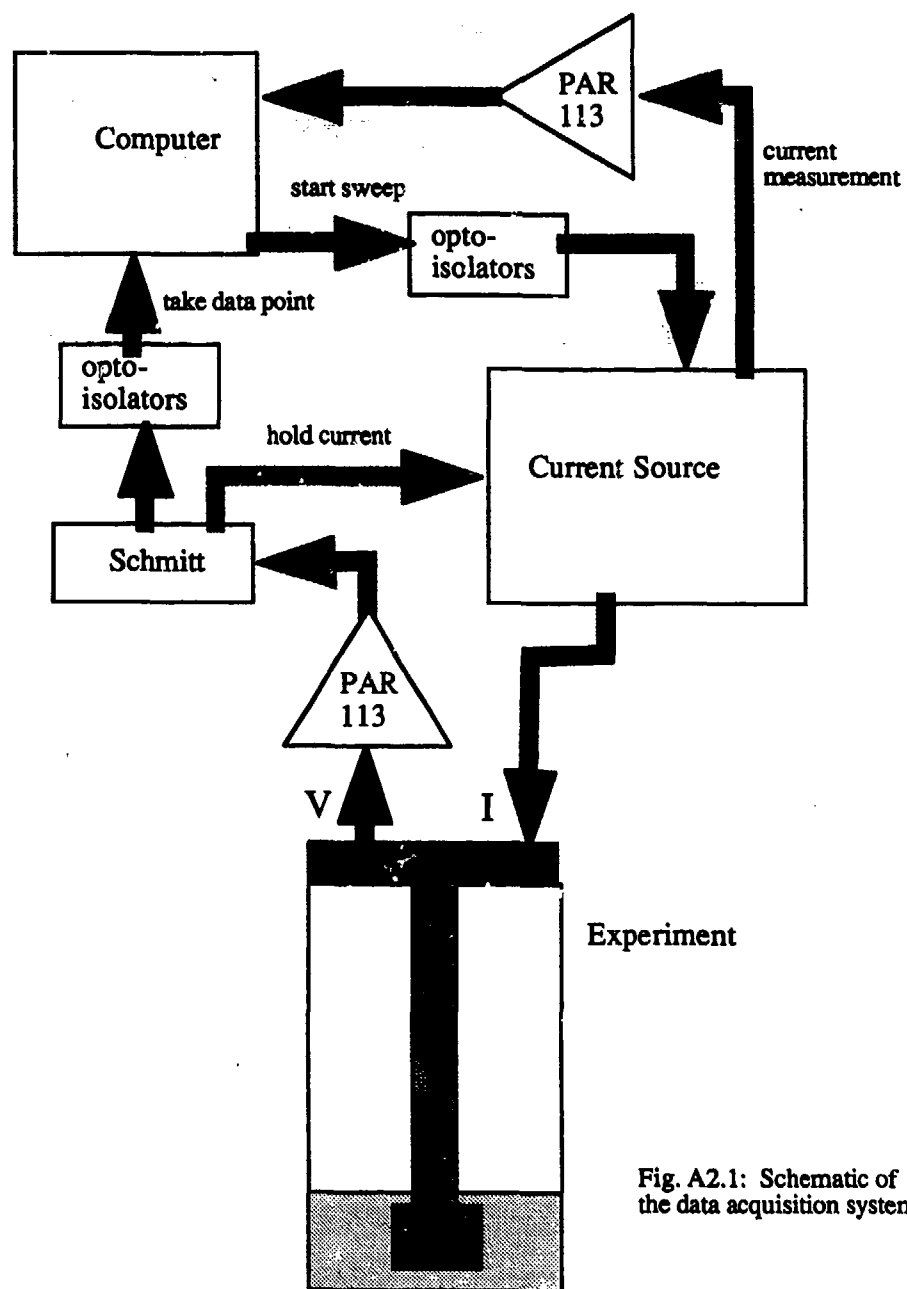 PAR
113
Computer
current
measurement
start sweep
opto-
isolators
take data point
opto-
isolators
hold current
Current Source
Schmitt
PAR
113
V
I
Experiment
Fig. A2.1: Schematic of
the data acquisition system